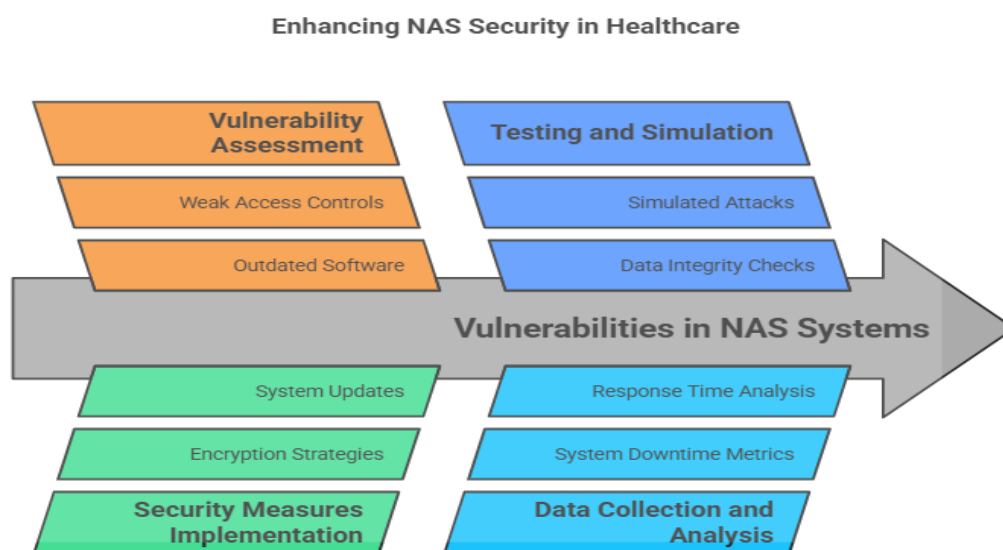 Enhancing NAS Security in Healthcare
Vulnerability
Assessment
Weak Access Controls
Outdated Software
Testing and Simulation
Simulated Attacks
Data Integrity Checks
Vulnerabilities in NAS Systems
System Updates
Encryption Strategies
Security Measures
Implementation
Response Time Analysis
System Downtime Metrics
Data Collection and
Analysis